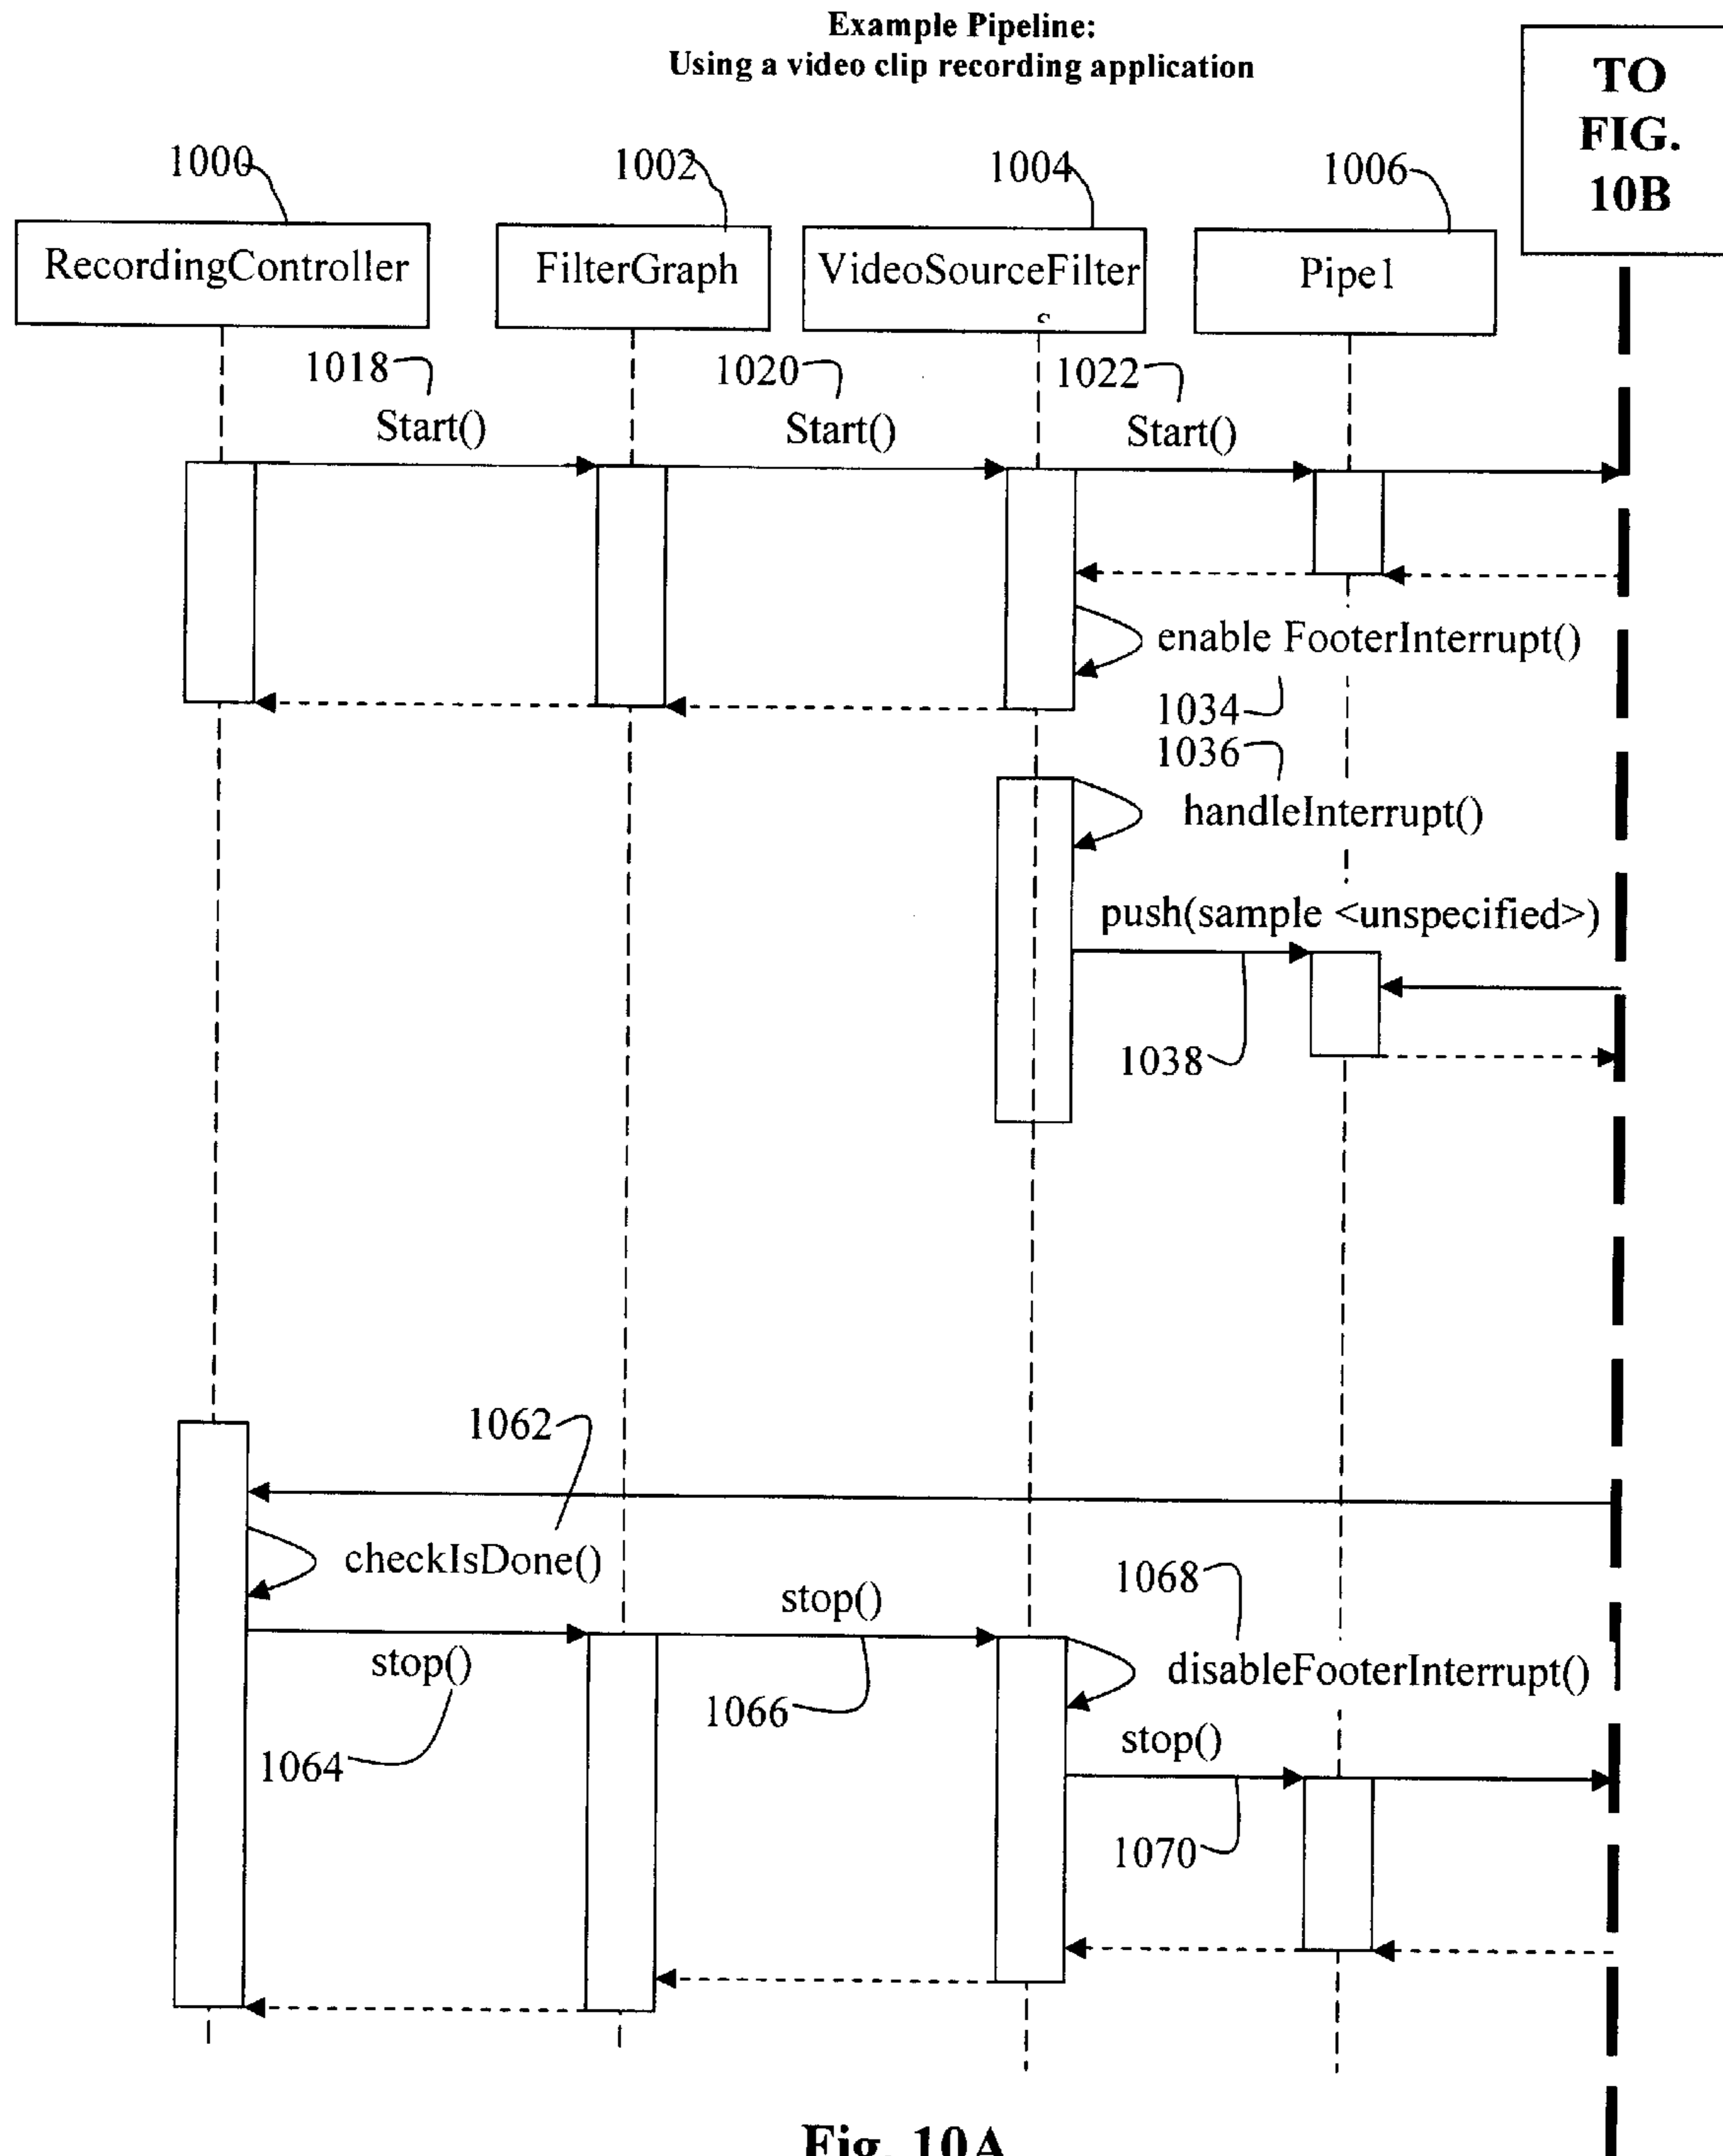 Example Pipeline:
Using a video clip recording application
TO
FIG.
10B
1000
1002
1004
1006
RecordingController
FilterGraph
VideoSourceFilter
Pipe1
1018
1020
1022
Start()
Start()
Start()
enable FooterInterrupt()
1034
1036
handleInterrupt()
push(sample <unspecified>)
1038
1062
checkIsDone()
1068
stop()
stop()
disableFooterInterrupt()
1066
stop()
1064
1070
Fig. 10A